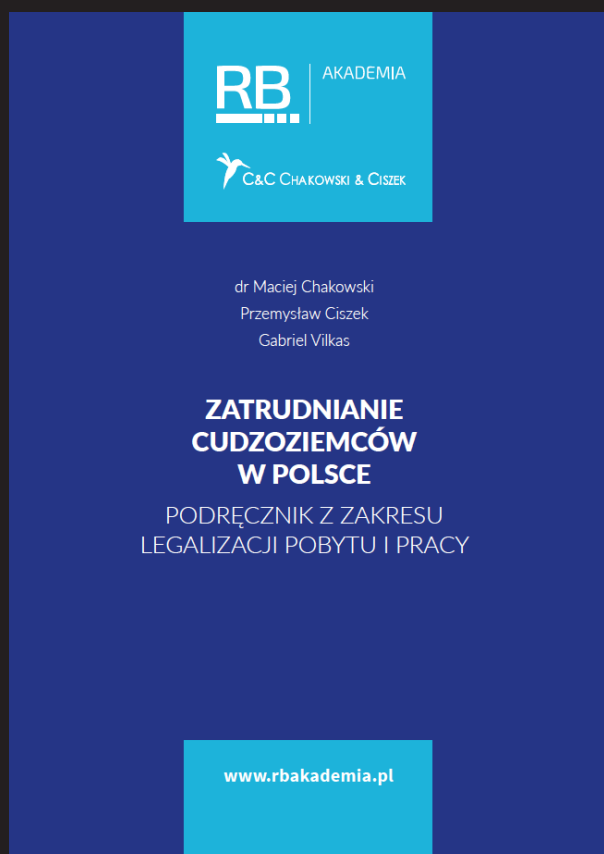 RB
AKADEMIA
C&C CHAKOWSKI & CISZEK
dr Maciej Chakowski
Przemysław Ciszek
Gabriel Vilkas
ZATRUDNIANIE
CUDZOZIEMCÓW
W POLSCE
PODRĘCZNIK Z ZAKRESU
LEGALIZACJI POBYTU I PRACY
www.rbakademia.pl